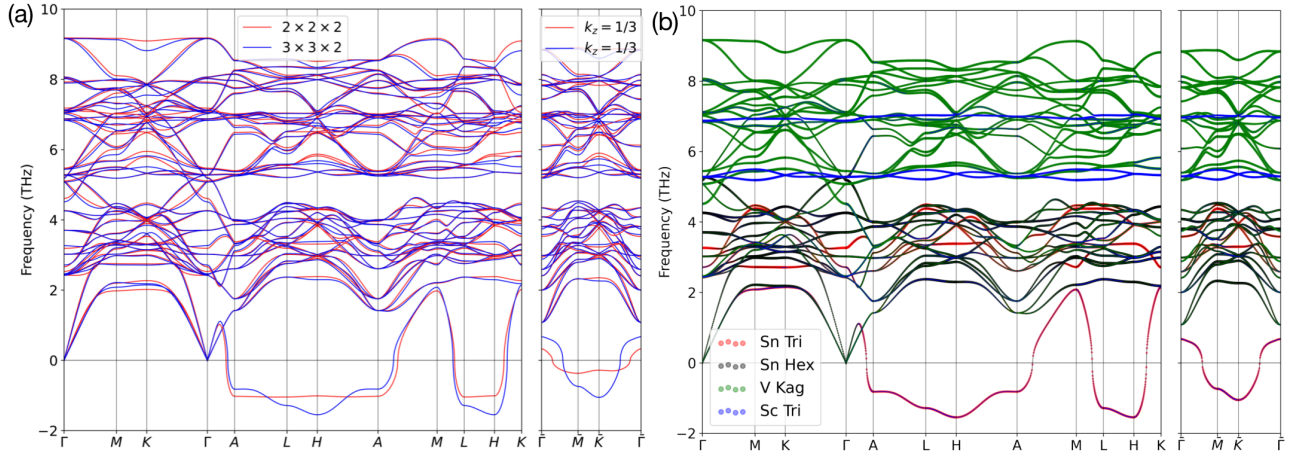 (a)
10
8
6
4
2
0
−2
Frequency (THz)
2 × 2 × 2
3 × 3 × 2
k_z = 1/3
k_z = 1/3
Γ M K Γ A L H A M L H K
Γ̄ M̄ K̄ Γ̄
(b)
10
8
6
4
2
0
−2
Frequency (THz)
Sn Tri
Sn Hex
V Kag
Sc Tri
Γ M K Γ A L H A M L H K
Γ̄ M̄ K̄ Γ̄